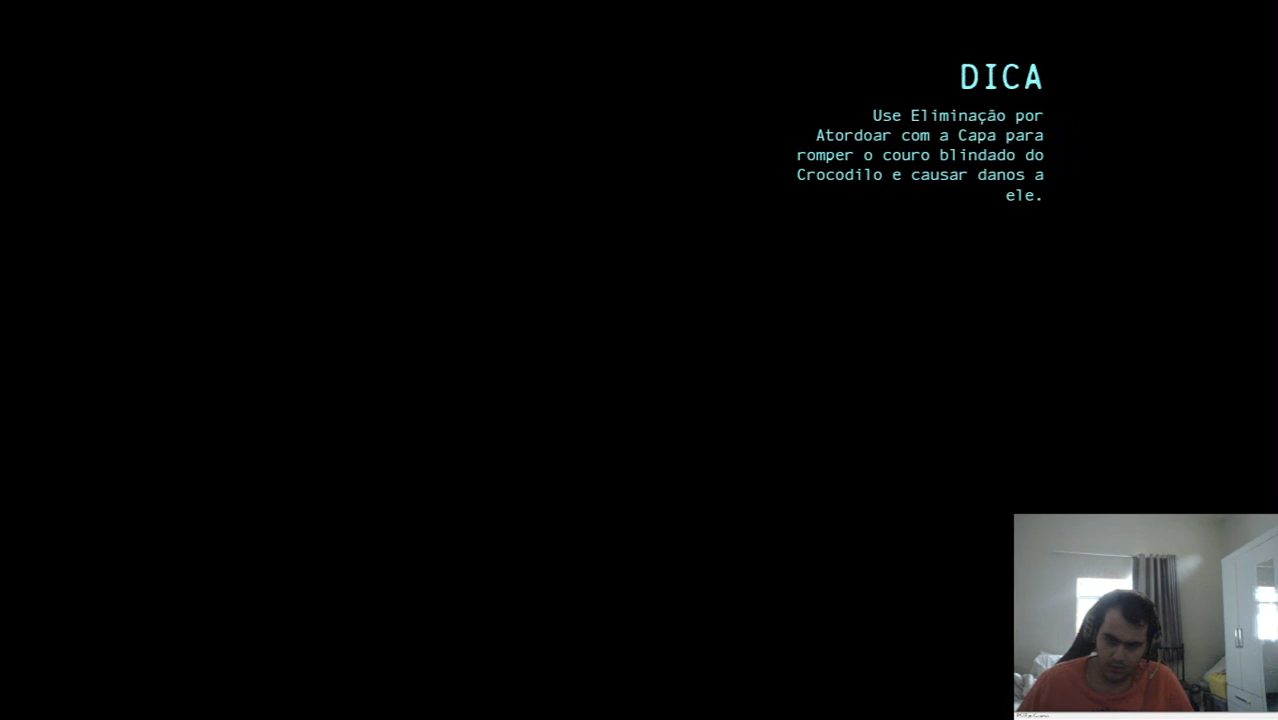 DICA
Use Eliminação por
Atordoar com a Capa para
romper o couro blindado do
Crocodilo e causar danos a
ele.